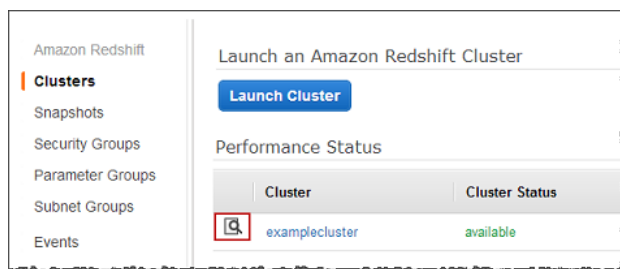 Amazon Redshift
Clusters
Snapshots
Security Groups
Parameter Groups
Subnet Groups
Events
Launch an Amazon Redshift Cluster
Launch Cluster
Performance Status
Cluster Cluster Status
examplecluster available